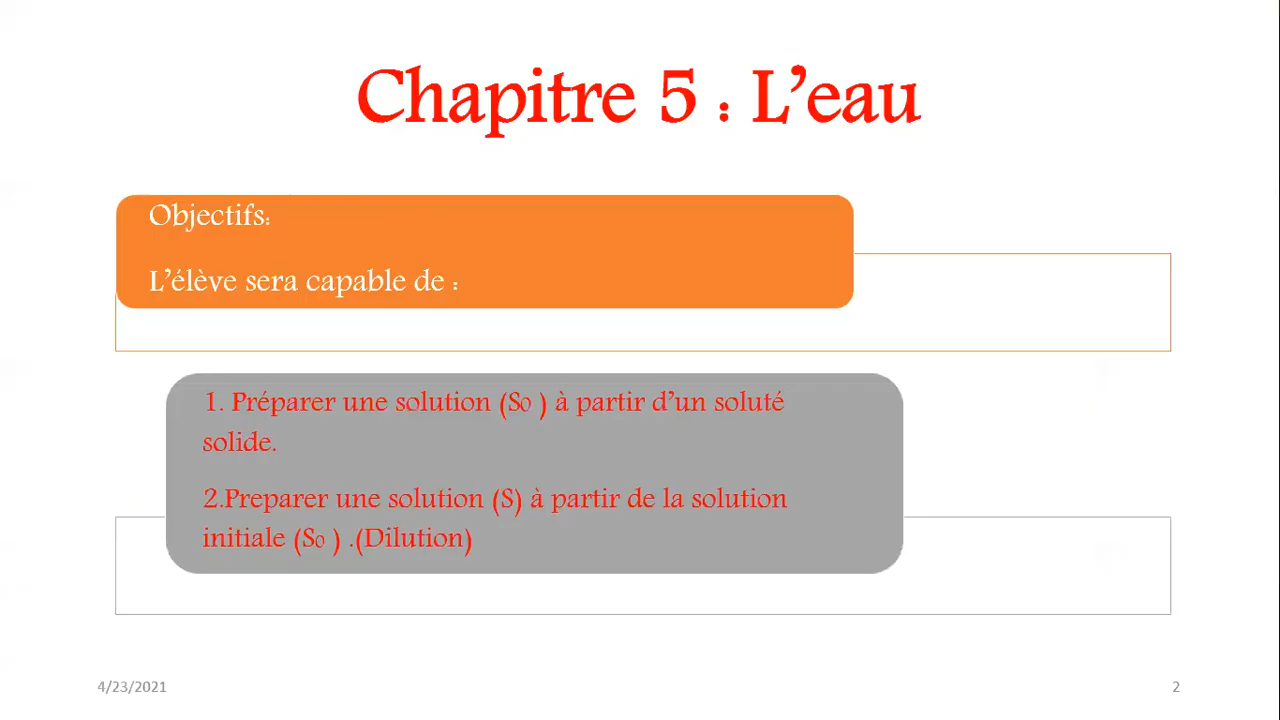 Chapitre 5 : L’eau
Objectifs:
L’élève sera capable de :
1. Préparer une solution (S0 ) à partir d’un soluté
solide.
2.Preparer une solution (S) à partir de la solution
initiale (S0 ) .(Dilution)
4/23/2021
2